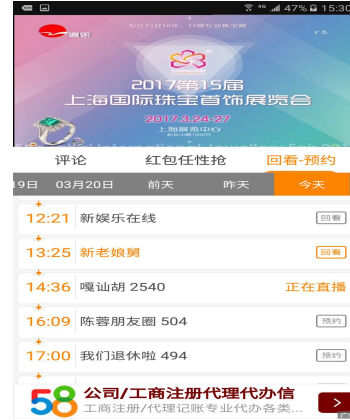 4G 47% 15:30
娱乐
广告
2017第15届
上海国际珠宝首饰展览会
2017.3.24-27
上海展览中心
评论 红包任性抢 回看-预约
19日 03月20日 前天 昨天 今天
12:21 新娱乐在线 回看
13:25 新老娘舅 回看
14:36 嘎讪胡 2540 正在直播
16:09 陈蓉朋友圈 504 预约
17:00 我们退休啦 494 预约
58 公司/工商注册代理代办信
工商注册/代理记账专业代办各类...